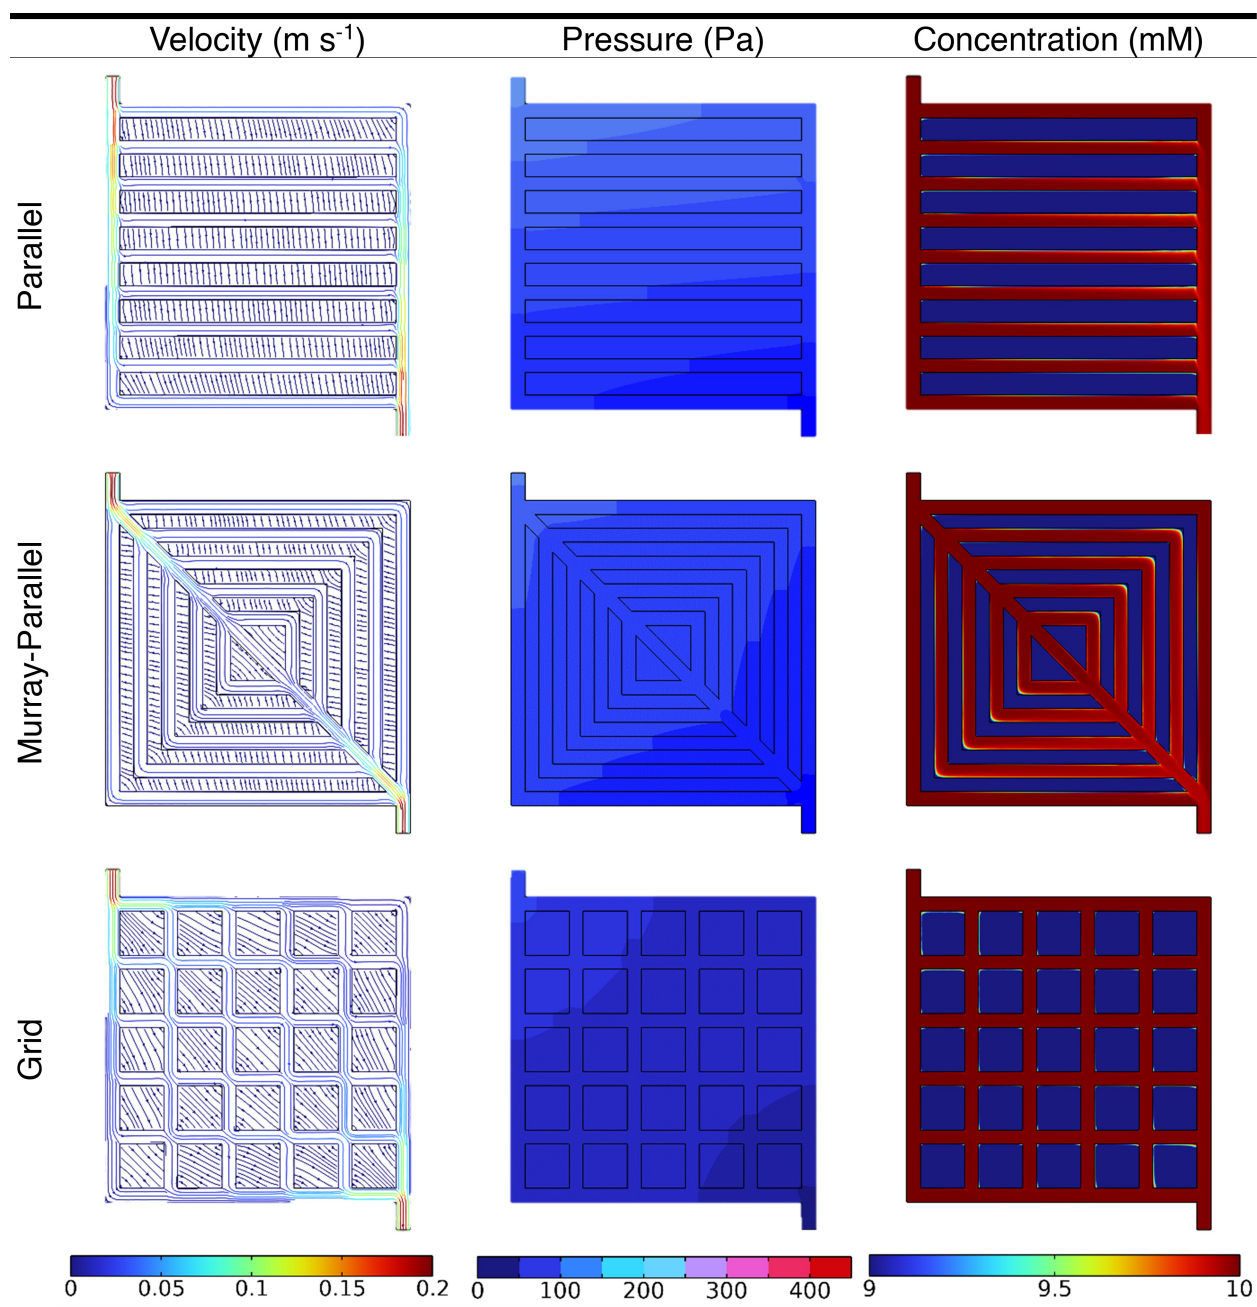 Velocity (m s-1) Pressure (Pa) Concentration (mM)
Parallel
Murray-Parallel
Grid
0 0.05 0.1 0.15 0.2 0 100 200 300 400 9 9.5 10